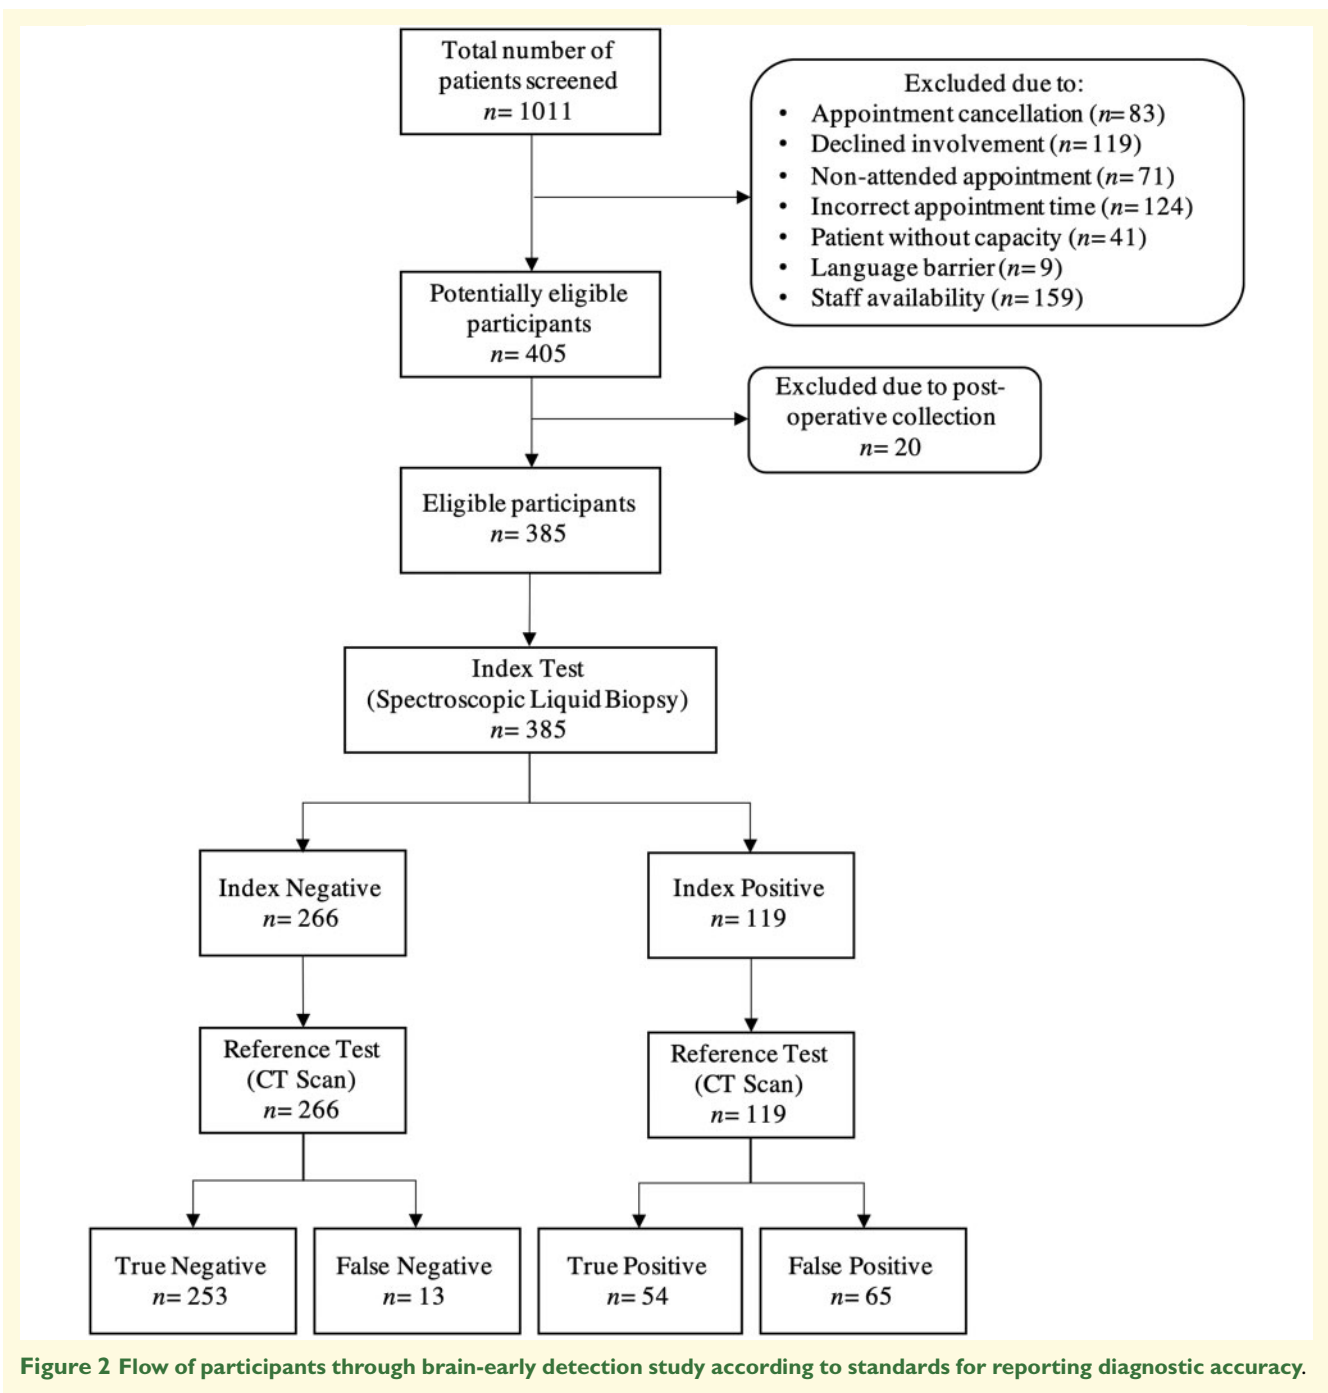 Total number of
patients screened
n= 1011
Excluded due to:
• Appointment cancellation (n= 83)
• Declined involvement (n= 119)
• Non-attended appointment (n= 71)
• Incorrect appointment time (n= 124)
• Patient without capacity (n= 41)
• Language barrier (n= 9)
• Staff availability (n= 159)
Potentially eligible
participants
n= 405
Excluded due to post-
operative collection
n= 20
Eligible participants
n= 385
Index Test
(Spectroscopic Liquid Biopsy)
n= 385
Index Negative
n= 266
Index Positive
n= 119
Reference Test
(CT Scan)
n= 266
Reference Test
(CT Scan)
n= 119
True Negative
n= 253
False Negative
n= 13
True Positive
n= 54
False Positive
n= 65
Figure 2 Flow of participants through brain-early detection study according to standards for reporting diagnostic accuracy.